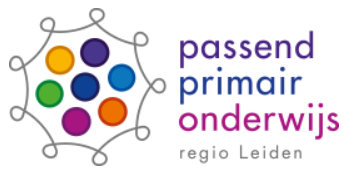 passend
primair
onderwijs
regio Leiden